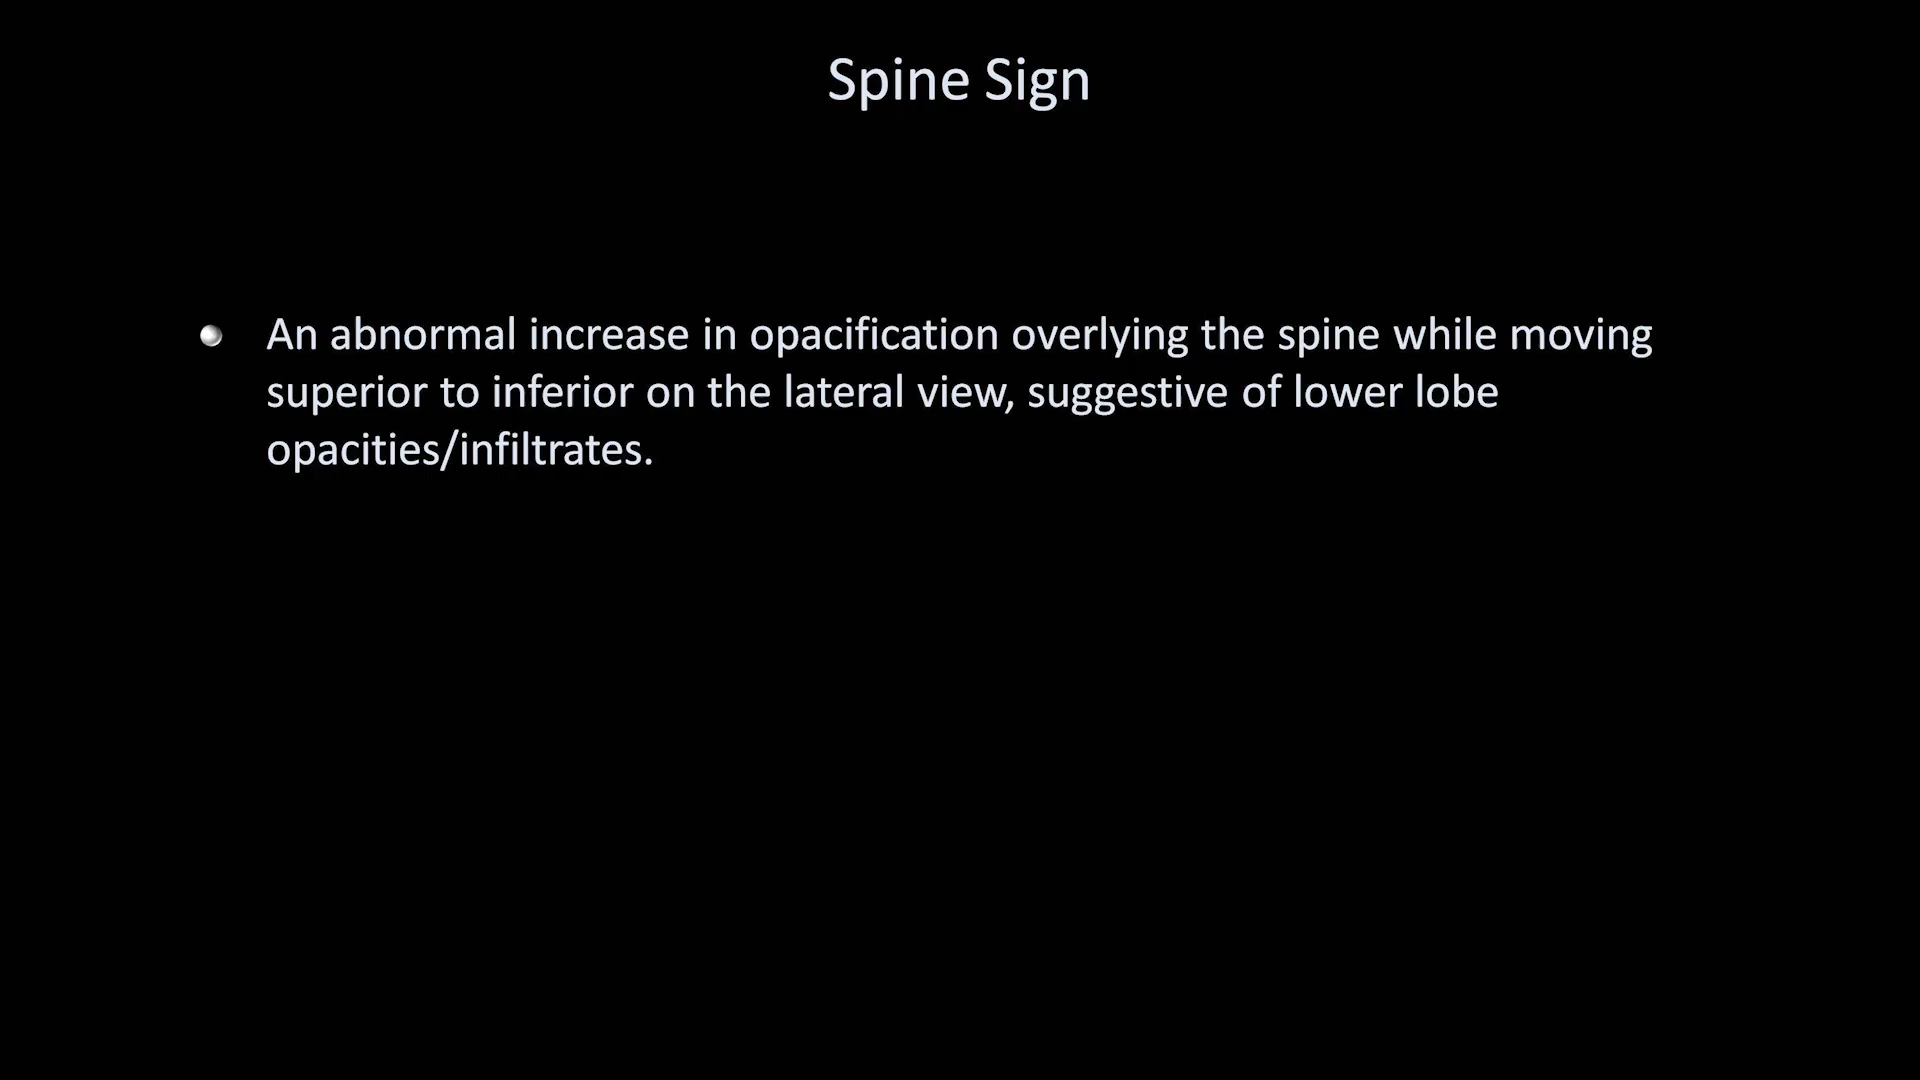 Spine Sign
An abnormal increase in opacification overlying the spine while moving
superior to inferior on the lateral view, suggestive of lower lobe
opacities/infiltrates.